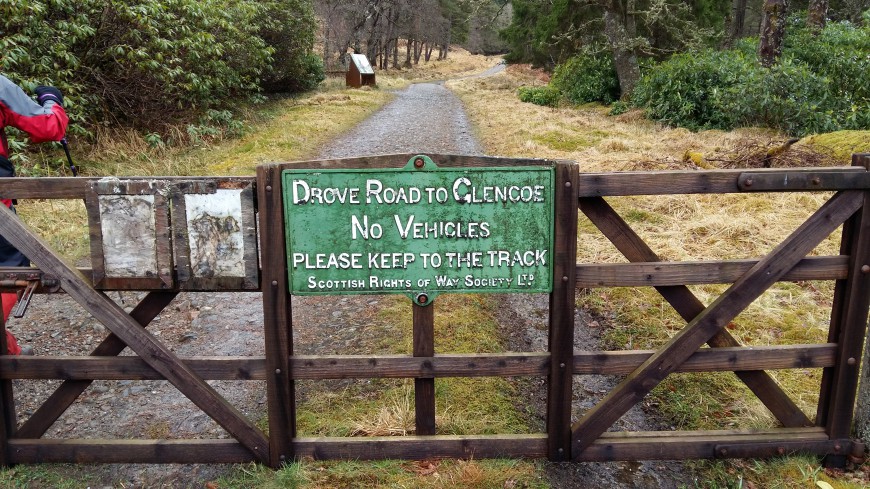 DROVE ROAD TO GLENCOE
NO VEHICLES
PLEASE KEEP TO THE TRACK
SCOTTISH RIGHTS OF WAY SOCIETY LTD